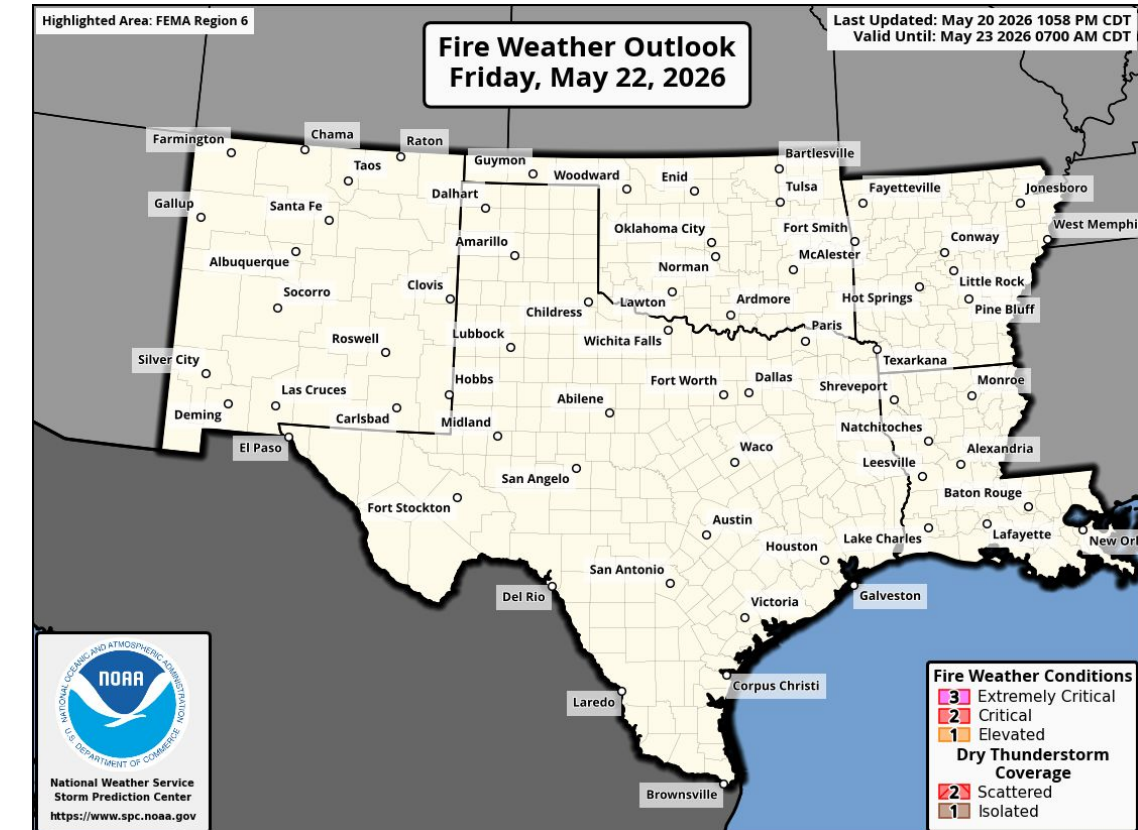 Highlighted Area: FEMA Region 6
Last Updated: May 20 2026 1058 PM CDT
Valid Until: May 23 2026 0700 AM CDT
Fire Weather Outlook
Friday, May 22, 2026
Farmington
Chama
Raton
Taos
Guymon
Woodward
Enid
Bartlesville
Gallup
Santa Fe
Dalhart
Tulsa
Fayetteville
Jonesboro
Albuquerque
Amarillo
Oklahoma City
Fort Smith
Conway
West Memphi
Norman
McAlester
Socorro
Clovis
Childress
Lawton
Ardmore
Hot Springs
Little Rock
Pine Bluff
Roswell
Lubbock
Wichita Falls
Paris
Texarkana
Silver City
Deming
Las Cruces
Carlsbad
Hobbs
Midland
Abilene
Fort Worth
Dallas
Shreveport
Monroe
El Paso
Natchitoches
San Angelo
Waco
Leesville
Alexandria
Fort Stockton
Baton Rouge
Austin
Houston
Lake Charles
Lafayette
New Orl
Del Rio
San Antonio
Victoria
Galveston
Laredo
Corpus Christi
Brownsville
NATIONAL OCEANIC AND ATMOSPHERIC ADMINISTRATION
NOAA
U.S. DEPARTMENT OF COMMERCE
National Weather Service
Storm Prediction Center
https://www.spc.noaa.gov
Fire Weather Conditions
3 Extremely Critical
2 Critical
1 Elevated
Dry Thunderstorm
Coverage
2 Scattered
1 Isolated